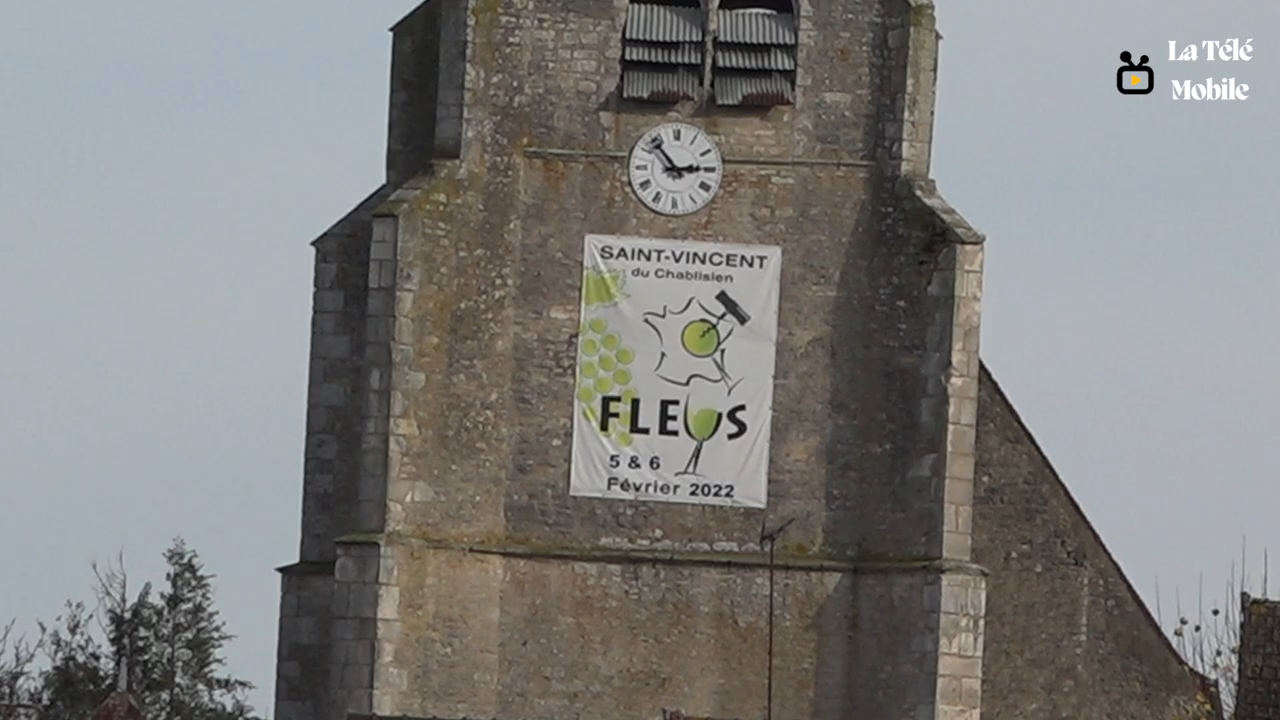 La Télé
Mobile
SAINT-VINCENT
du Chablisien
FLEYS
5 & 6
Février 2022